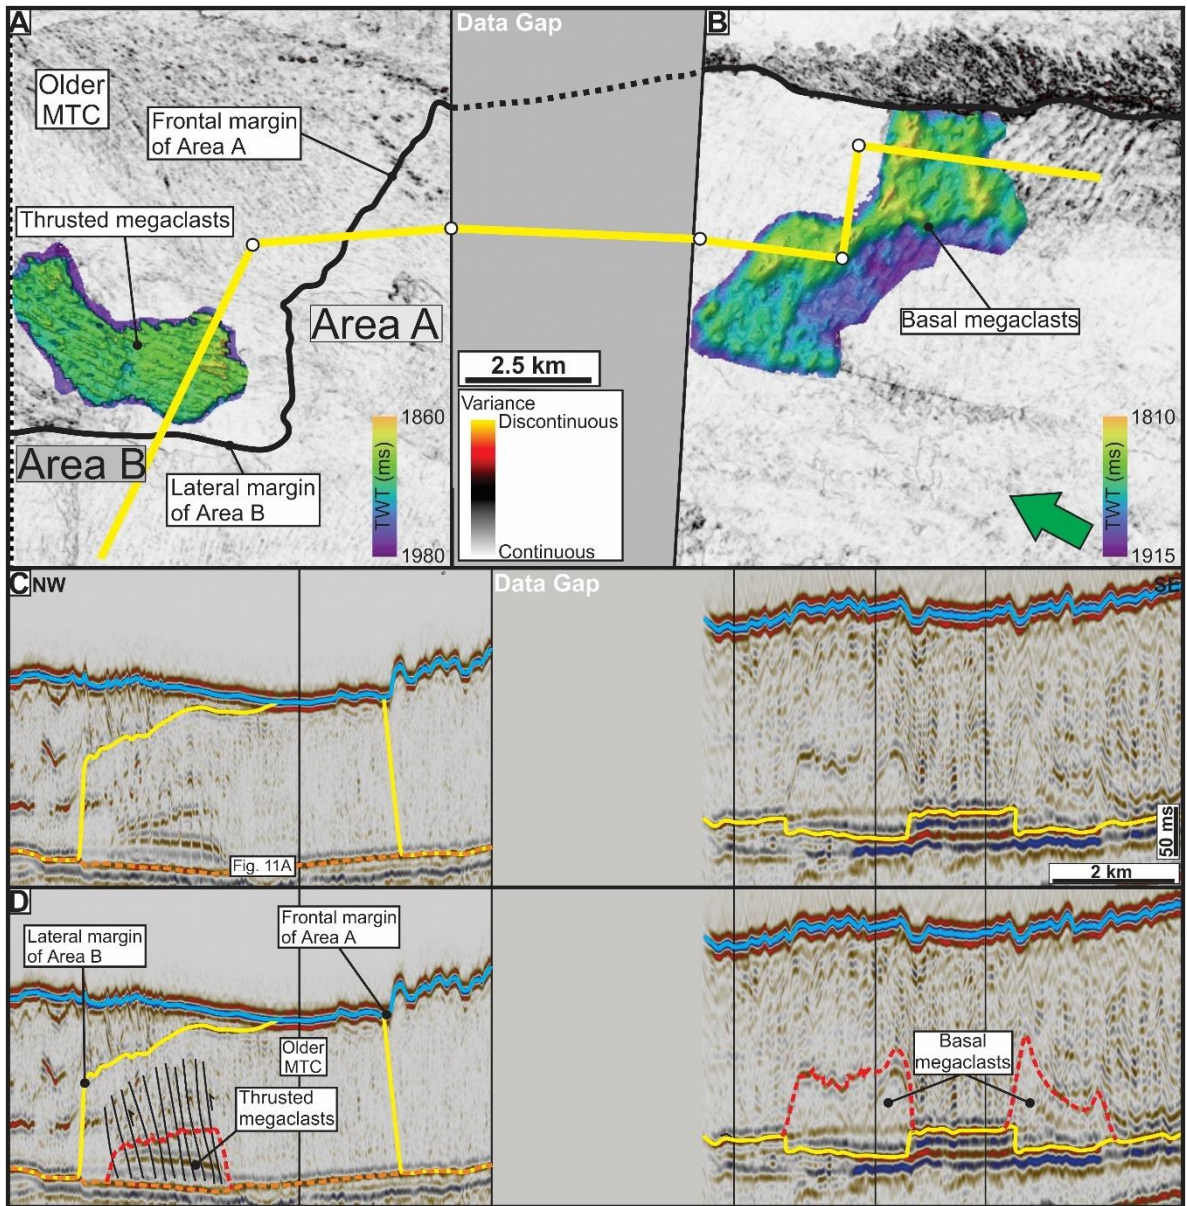 A
Data Gap
B
Older
MTC
Frontal margin
of Area A
Thrusted megaclasts
Area A
Basal megaclasts
2.5 km
Variance
Discontinuous
Continuous
1860
TWT (ms)
1980
1810
TWT (ms)
1915
Area B
Lateral margin
of Area B
C
NW
Data Gap
SE
Fig. 11A
50 ms
2 km
D
Lateral margin
of Area B
Frontal margin
of Area A
Older
MTC
Thrusted
megaclasts
Basal
megaclasts